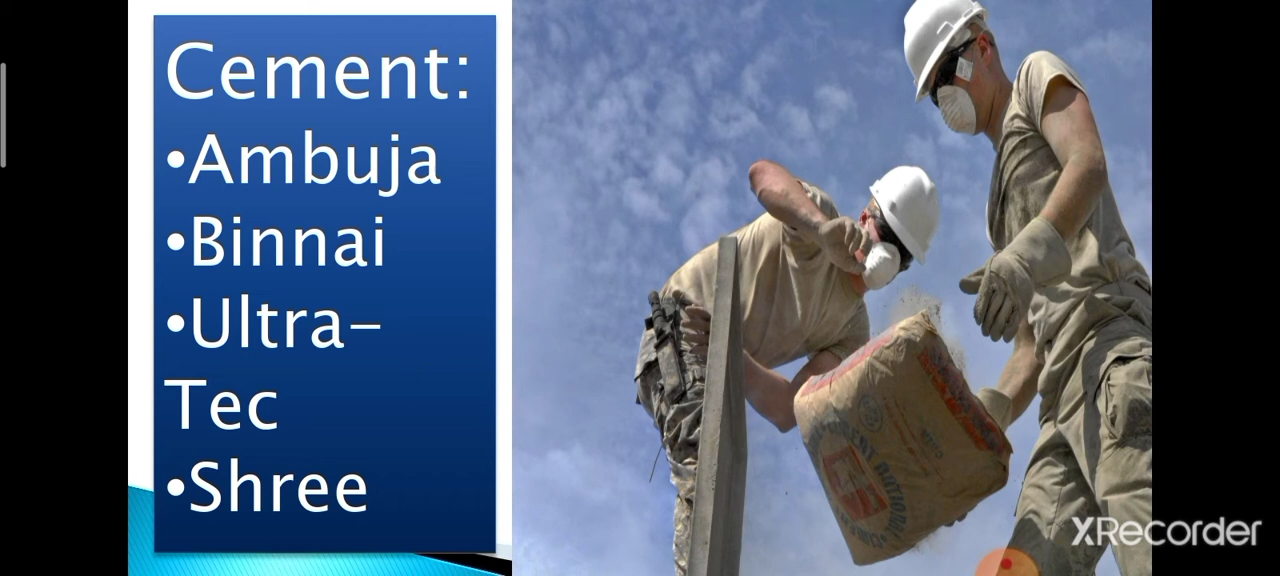 Cement:
•Ambuja
•Binnai
•Ultra-
Tec
•Shree
XRecorder